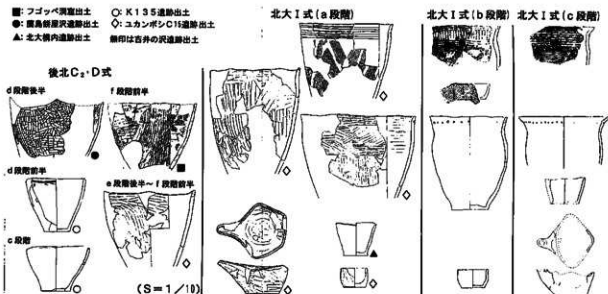 ■: フゴッペ洞窟出土 ○: K135遺跡出土
●: 餅屋沢遺跡出土 ◇: ユカンボシC15遺跡出土
▲: 北大構内遺跡出土 無印は吉井の沢遺跡出土
後北C₂・D式
d段階後半
f段階前半
d段階前半
e段階後半～f段階前半
c段階
(S=1/10)
北大I式(a段階)
北大I式(b段階)
北大I式(c段階)